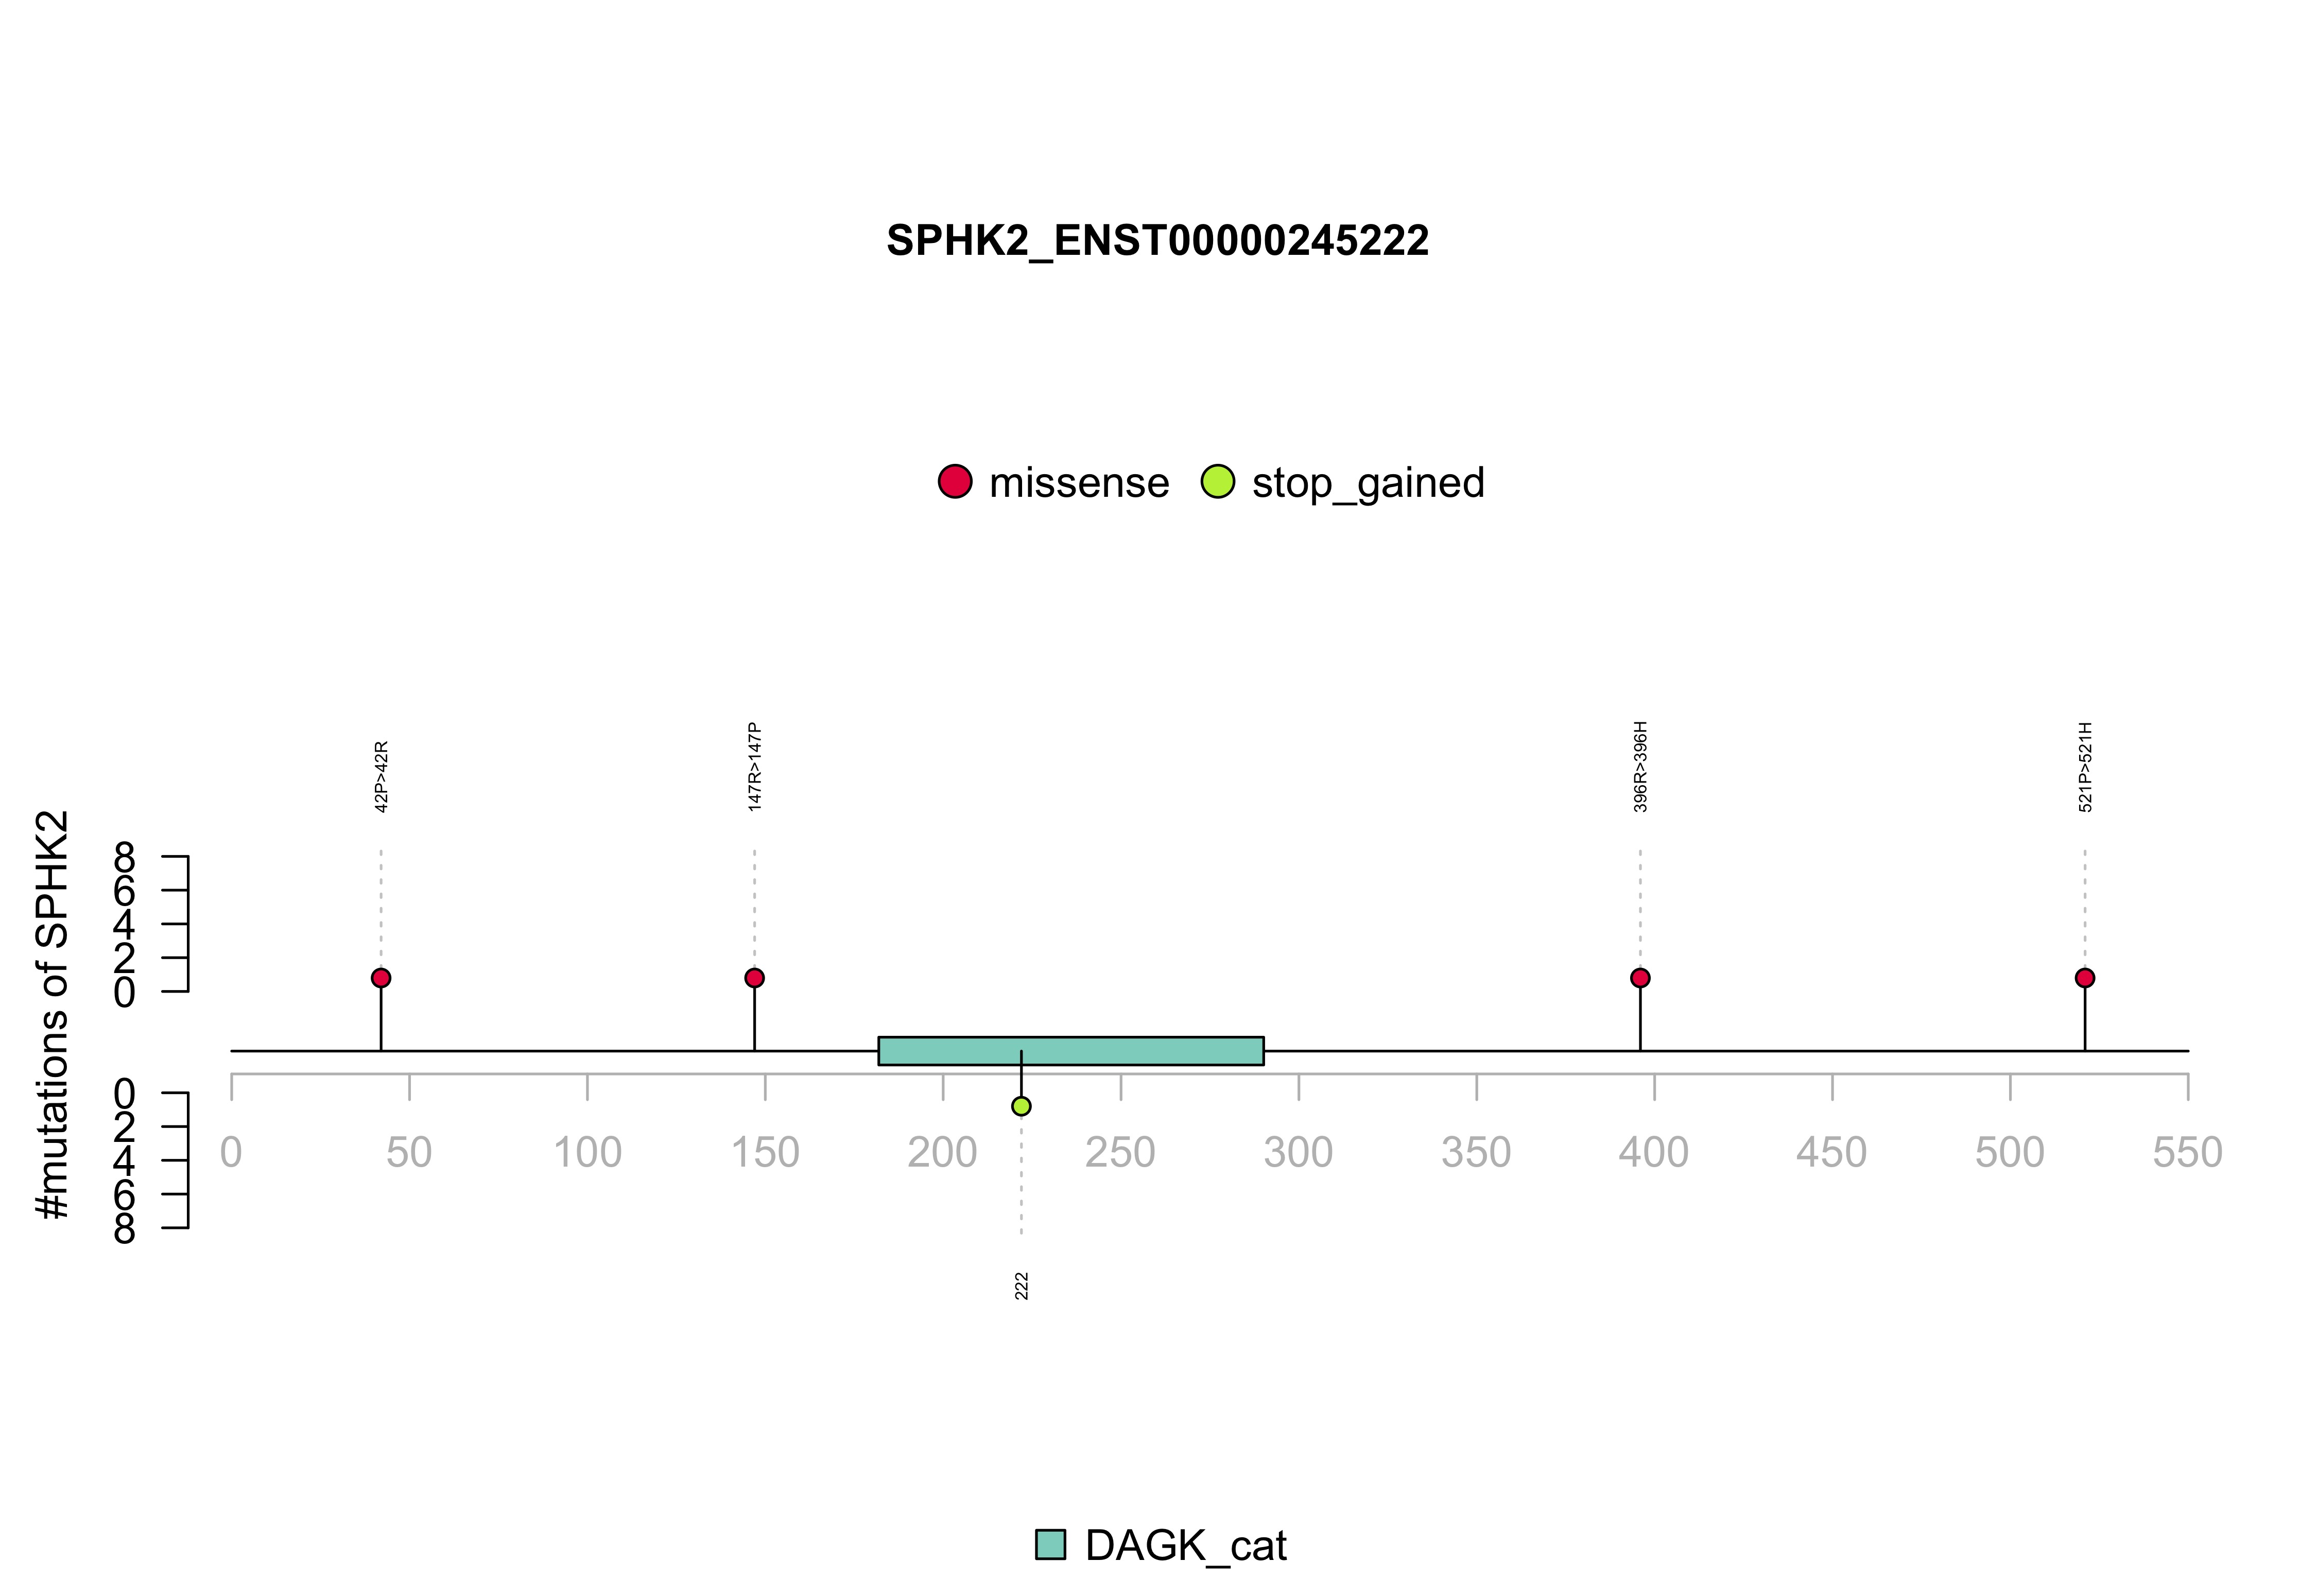 SPHK2_ENST00000245222
missense stop_gained
42P>42R
147R>147P
396R>396H
521P>521H
#mutations of SPHK2
8
6
4
2
0
0
2
4
6
8
0 50 100 150 200 250 300 350 400 450 500 550
222
DAGK_cat